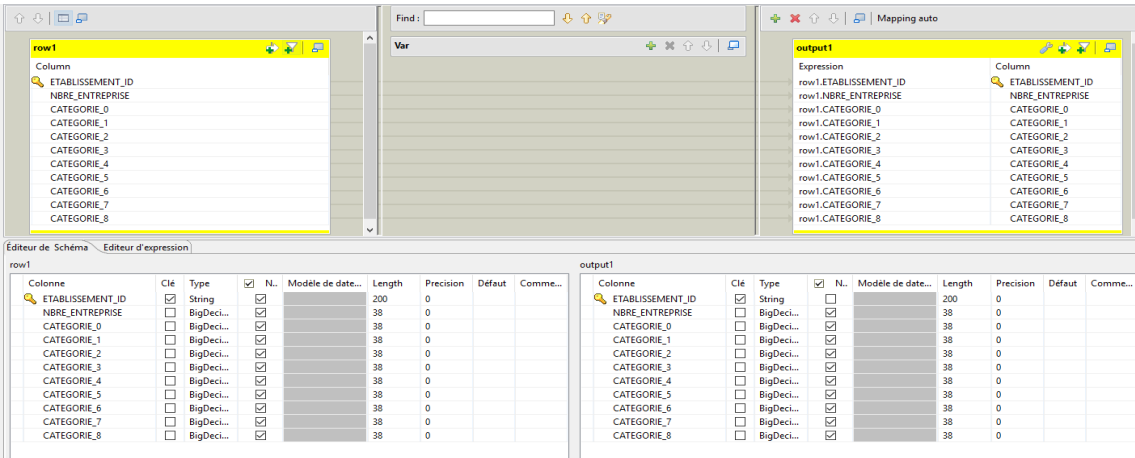 Find :
Mapping auto
row1
Column
ETABLISSEMENT_ID
NBRE_ENTREPRISE
CATEGORIE_0
CATEGORIE_1
CATEGORIE_2
CATEGORIE_3
CATEGORIE_4
CATEGORIE_5
CATEGORIE_6
CATEGORIE_7
CATEGORIE_8
Var
output1
Expression Column
row1.ETABLISSEMENT_ID ETABLISSEMENT_ID
row1.NBRE_ENTREPRISE NBRE_ENTREPRISE
row1.CATEGORIE_0 CATEGORIE_0
row1.CATEGORIE_1 CATEGORIE_1
row1.CATEGORIE_2 CATEGORIE_2
row1.CATEGORIE_3 CATEGORIE_3
row1.CATEGORIE_4 CATEGORIE_4
row1.CATEGORIE_5 CATEGORIE_5
row1.CATEGORIE_6 CATEGORIE_6
row1.CATEGORIE_7 CATEGORIE_7
row1.CATEGORIE_8 CATEGORIE_8
Éditeur de Schéma Editeur d'expression
row1
Colonne Clé Type N.. Modèle de date... Length Precision Défaut Comme...
ETABLISSEMENT_ID String 200 0
NBRE_ENTREPRISE BigDeci... 38 0
CATEGORIE_0 BigDeci... 38 0
CATEGORIE_1 BigDeci... 38 0
CATEGORIE_2 BigDeci... 38 0
CATEGORIE_3 BigDeci... 38 0
CATEGORIE_4 BigDeci... 38 0
CATEGORIE_5 BigDeci... 38 0
CATEGORIE_6 BigDeci... 38 0
CATEGORIE_7 BigDeci... 38 0
CATEGORIE_8 BigDeci... 38 0
output1
Colonne Clé Type N.. Modèle de date... Length Precision Défaut Comme...
ETABLISSEMENT_ID String 200 0
NBRE_ENTREPRISE BigDeci... 38 0
CATEGORIE_0 BigDeci... 38 0
CATEGORIE_1 BigDeci... 38 0
CATEGORIE_2 BigDeci... 38 0
CATEGORIE_3 BigDeci... 38 0
CATEGORIE_4 BigDeci... 38 0
CATEGORIE_5 BigDeci... 38 0
CATEGORIE_6 BigDeci... 38 0
CATEGORIE_7 BigDeci... 38 0
CATEGORIE_8 BigDeci... 38 0